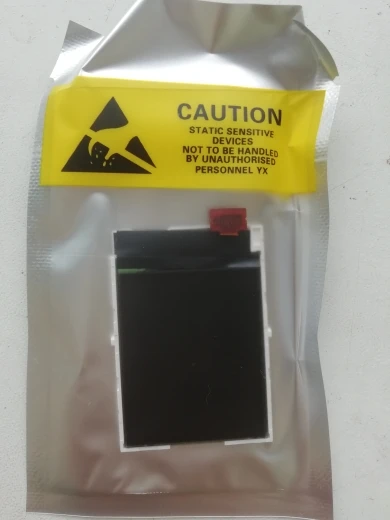 CAUTION
STATIC SENSITIVE
DEVICES
NOT TO BE HANDLED
BY UNAUTHORISED
PERSONNEL YX